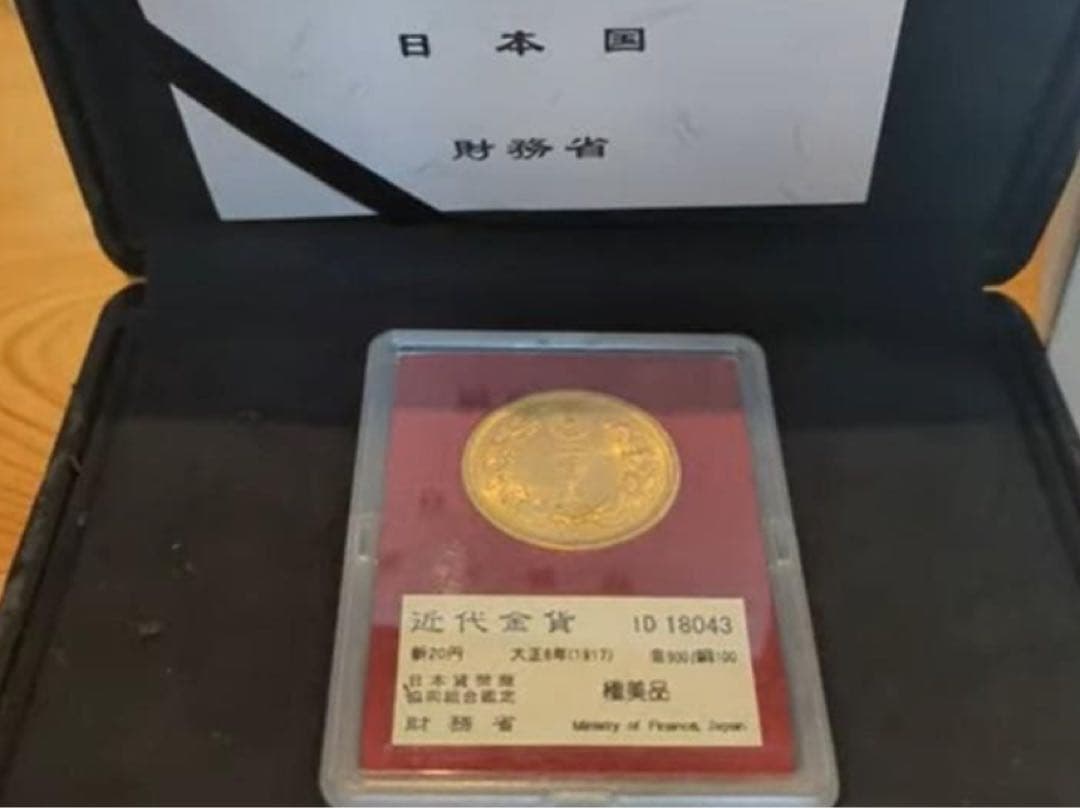 日本国
財務省
近代金貨 ID 18043
新20円 大正6年(1917) 金900/銅100
日本貨幣商
協同組合鑑定 極美品
財務省 Ministry of Finance, Japan